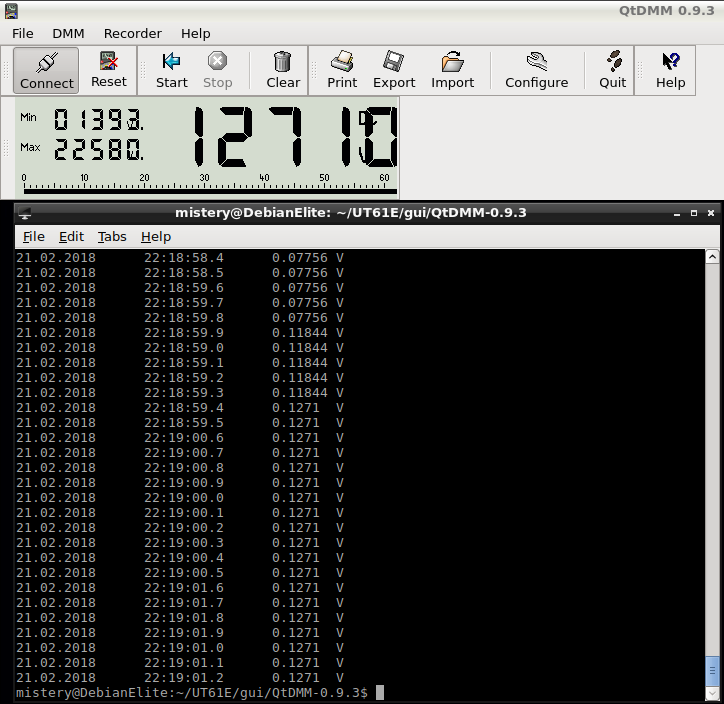 QtDMM 0.9.3
File DMM Recorder Help
Connect Reset Start Stop Clear Print Export Import Configure Quit Help
Min 01393.
Max 22580.
12710
0 10 20 30 40 50 60
mistery@DebianElite: ~/UT61E/gui/QtDMM-0.9.3
File Edit Tabs Help
21.02.2018 22:18:58.4 0.07756 V
21.02.2018 22:18:58.5 0.07756 V
21.02.2018 22:18:59.6 0.07756 V
21.02.2018 22:18:59.7 0.07756 V
21.02.2018 22:18:59.8 0.07756 V
21.02.2018 22:18:59.9 0.11844 V
21.02.2018 22:18:59.0 0.11844 V
21.02.2018 22:18:59.1 0.11844 V
21.02.2018 22:18:59.2 0.11844 V
21.02.2018 22:18:59.3 0.11844 V
21.02.2018 22:18:59.4 0.1271 V
21.02.2018 22:18:59.5 0.1271 V
21.02.2018 22:19:00.6 0.1271 V
21.02.2018 22:19:00.7 0.1271 V
21.02.2018 22:19:00.8 0.1271 V
21.02.2018 22:19:00.9 0.1271 V
21.02.2018 22:19:00.0 0.1271 V
21.02.2018 22:19:00.1 0.1271 V
21.02.2018 22:19:00.2 0.1271 V
21.02.2018 22:19:00.3 0.1271 V
21.02.2018 22:19:00.4 0.1271 V
21.02.2018 22:19:00.5 0.1271 V
21.02.2018 22:19:01.6 0.1271 V
21.02.2018 22:19:01.7 0.1271 V
21.02.2018 22:19:01.8 0.1271 V
21.02.2018 22:19:01.9 0.1271 V
21.02.2018 22:19:01.0 0.1271 V
21.02.2018 22:19:01.1 0.1271 V
21.02.2018 22:19:01.2 0.1271 V
mistery@DebianElite:~/UT61E/gui/QtDMM-0.9.3$